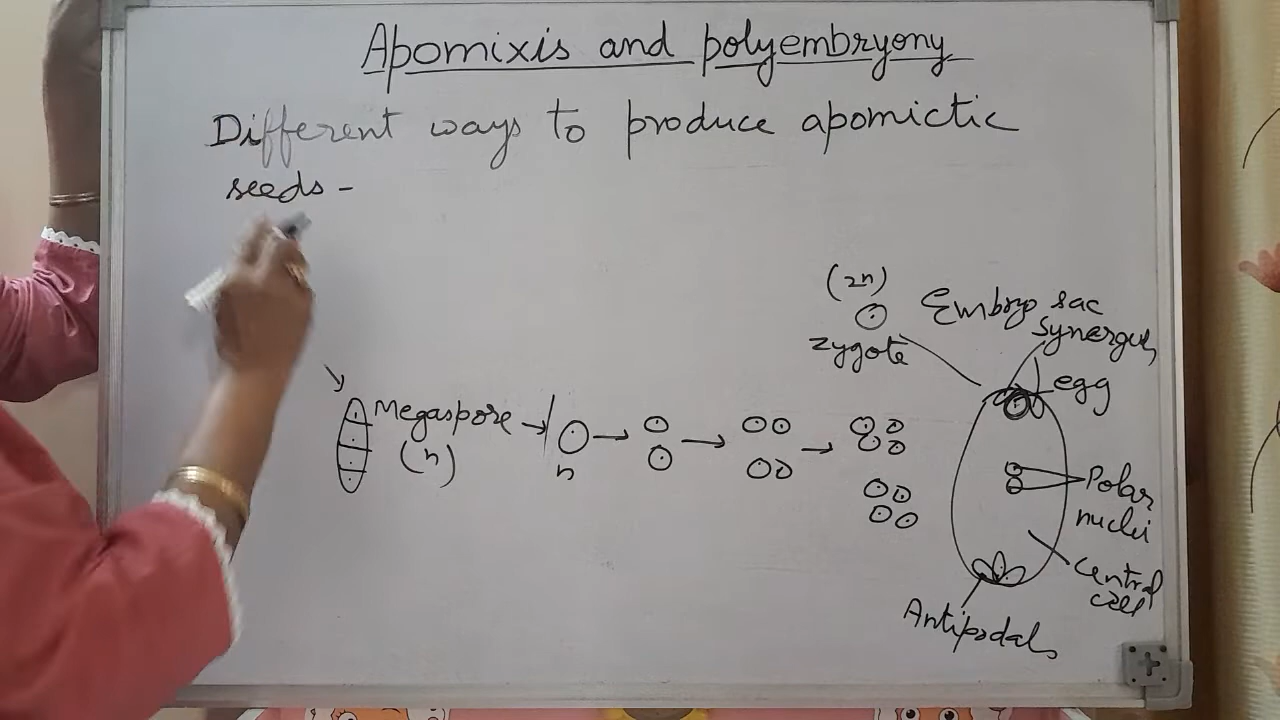 Apomixis and polyembryony
Different ways to produce apomictic
seeds -
(2n)
zygote
Embryo sac
Synergids
egg
Megaspore
(n)
n
Polar
nuclei
Central
cell
Antipodals